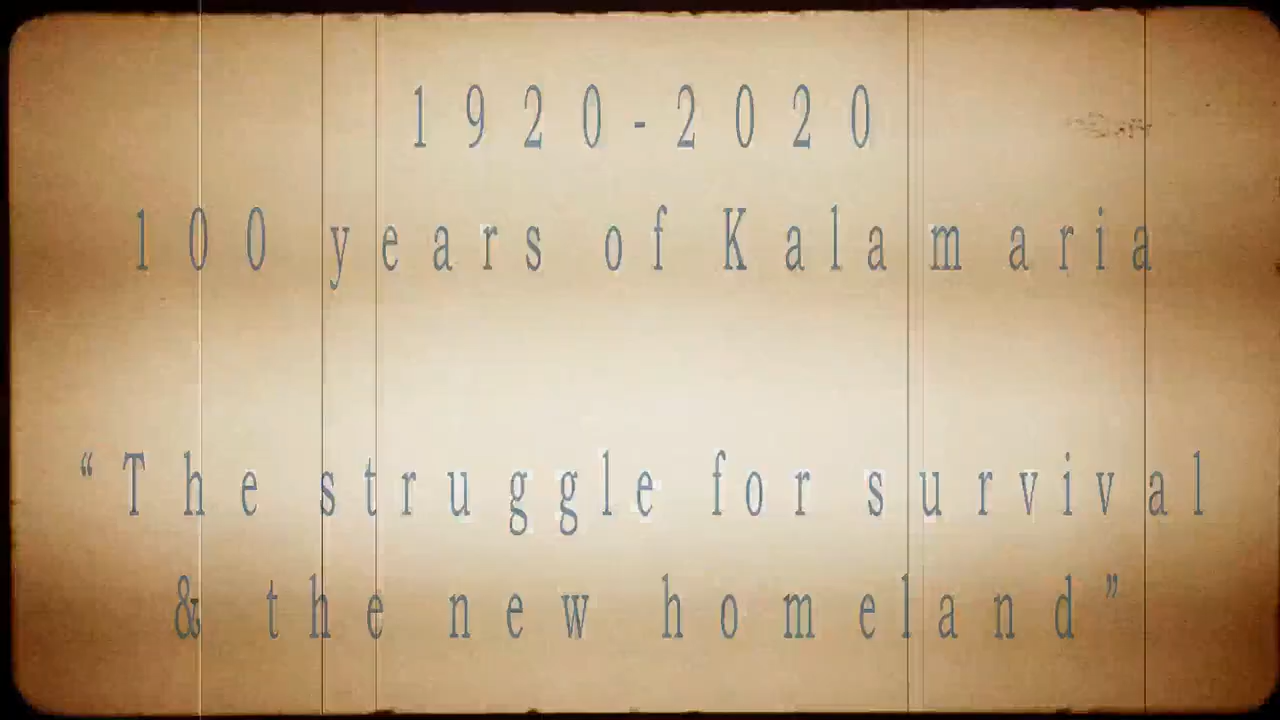 1920-2020
100 years of Kalamaria
“The struggle for survival
& the new homeland”